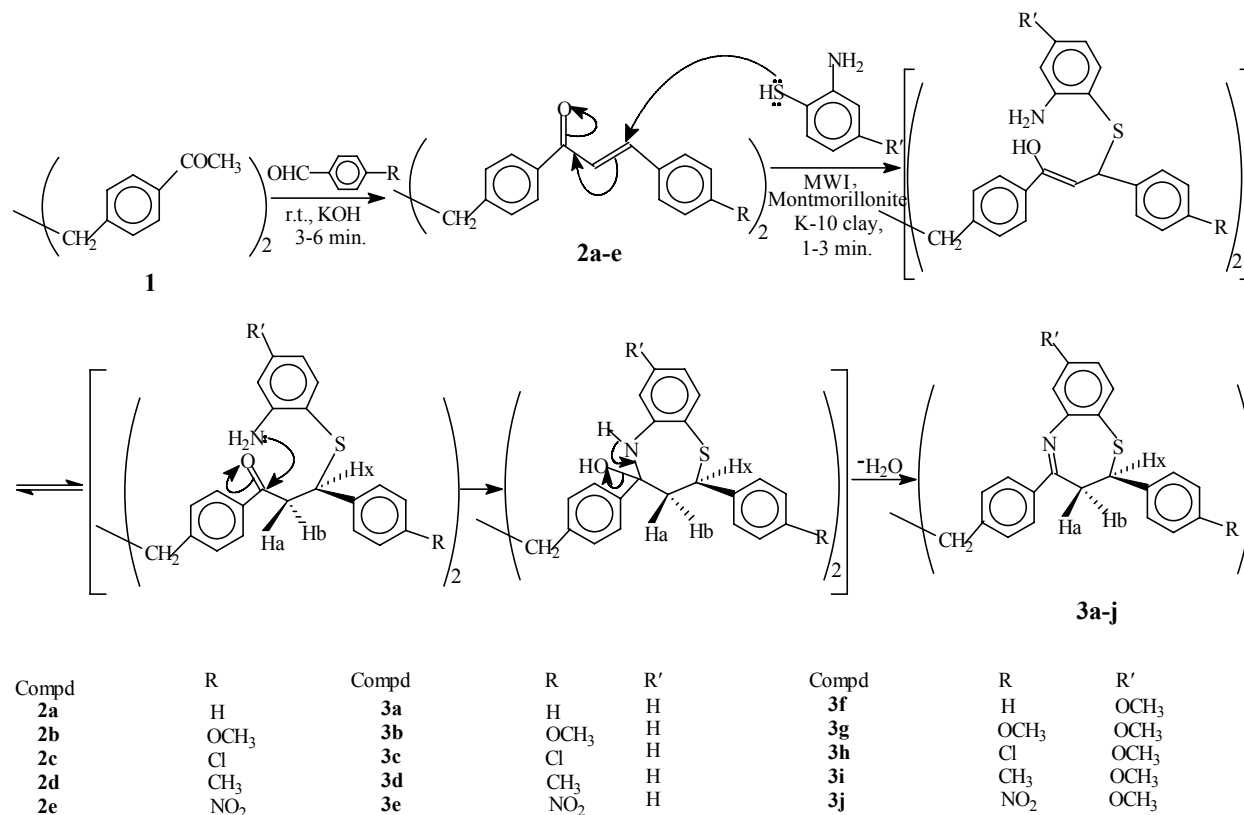 COCH3
CH2
2
1
OHC
R
r.t., KOH
3-6 min.
O
CH2
R
2
2a-e
NH2
HS
R'
MWI,
Montmorillonite
K-10 clay,
1-3 min.
R'
H2N
S
HO
CH2
R
2
R'
H2N
S
O
Hx
Ha
Hb
CH2
R
2
R'
H
N
S
HO
Hx
Ha
Hb
CH2
R
2
-H2O
R'
N
S
Hx
Ha
Hb
CH2
R
2
3a-j
Compd R Compd R R' Compd R R'
2a H 3a H H 3f H OCH3
2b OCH3 3b OCH3 H 3g OCH3 OCH3
2c Cl 3c Cl H 3h Cl OCH3
2d CH3 3d CH3 H 3i CH3 OCH3
2e NO2 3e NO2 H 3j NO2 OCH3